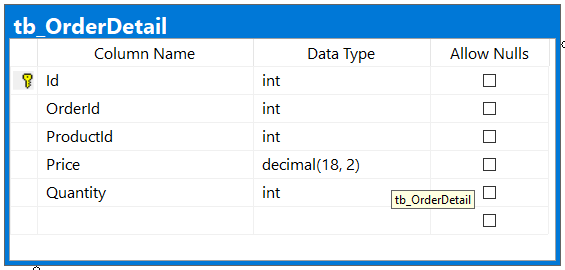 tb_OrderDetail
Column Name Data Type Allow Nulls
Id int
OrderId int
ProductId int
Price decimal(18, 2)
Quantity int
tb_OrderDetail